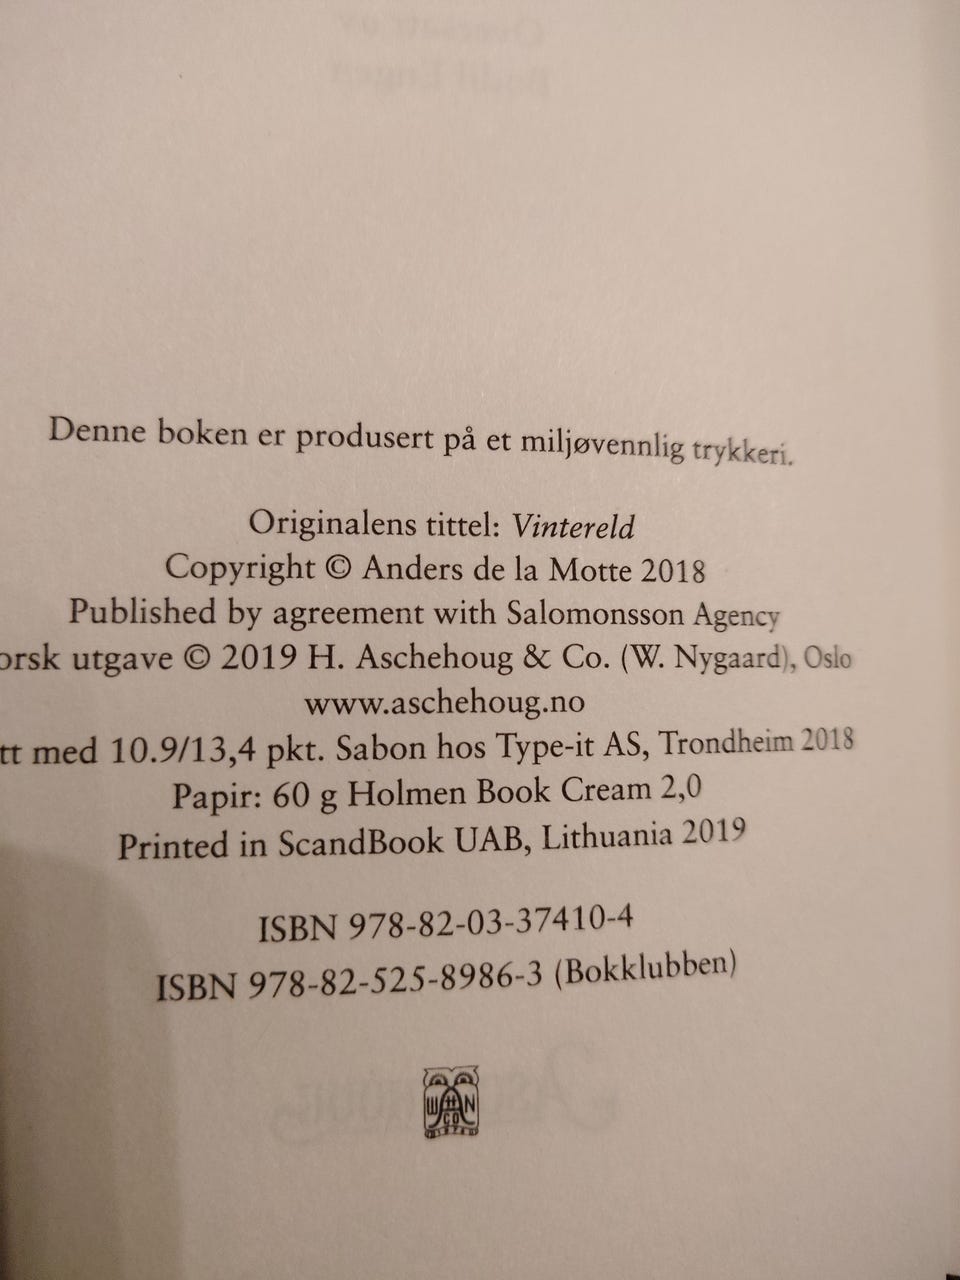 Denne boken er produsert på et miljøvennlig trykkeri.
Originalens tittel: Vintereld
Copyright © Anders de la Motte 2018
Published by agreement with Salomonsson Agency
orsk utgave © 2019 H. Aschehoug & Co. (W. Nygaard), Oslo
www.aschehoug.no
tt med 10.9/13,4 pkt. Sabon hos Type-it AS, Trondheim 2018
Papir: 60 g Holmen Book Cream 2,0
Printed in ScandBook UAB, Lithuania 2019
ISBN 978-82-03-37410-4
ISBN 978-82-525-8986-3 (Bokklubben)